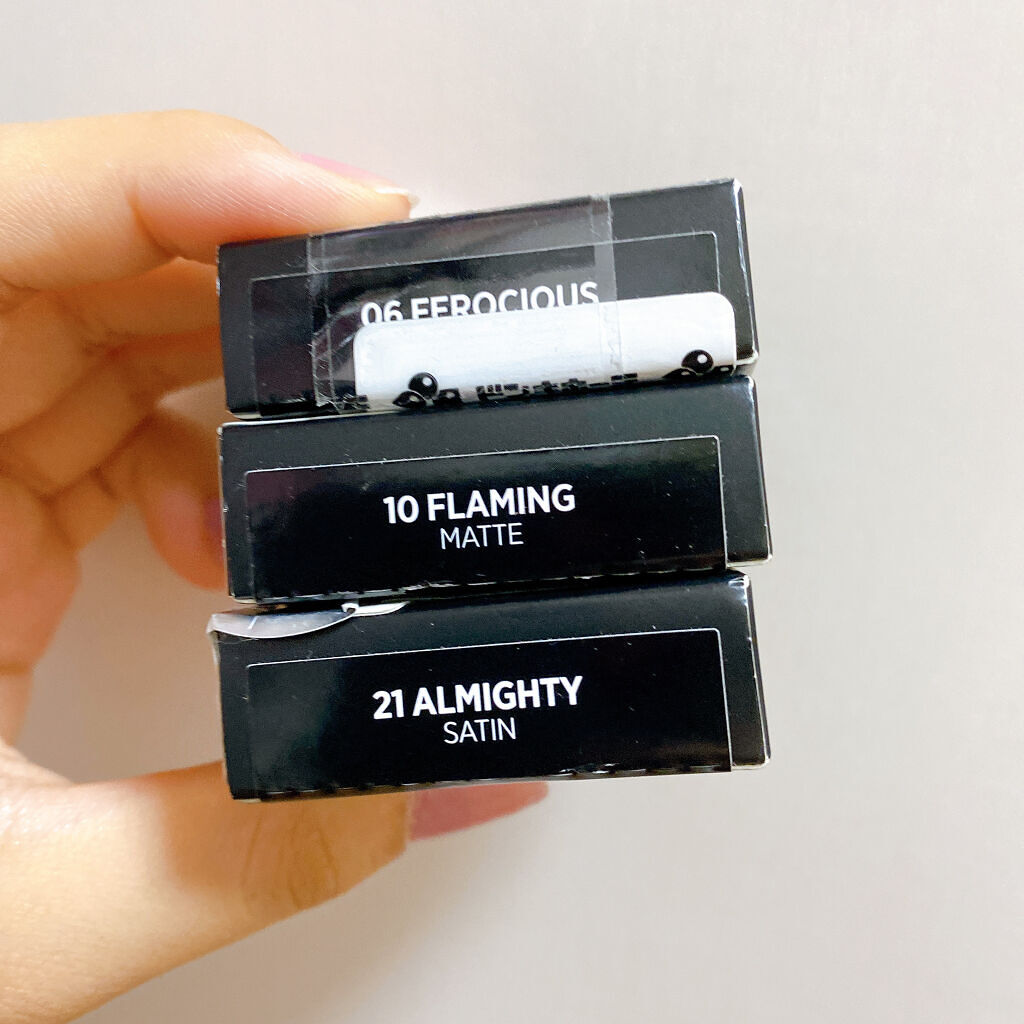 06 FEROCIOUS
10 FLAMING
MATTE
21 ALMIGHTY
SATIN